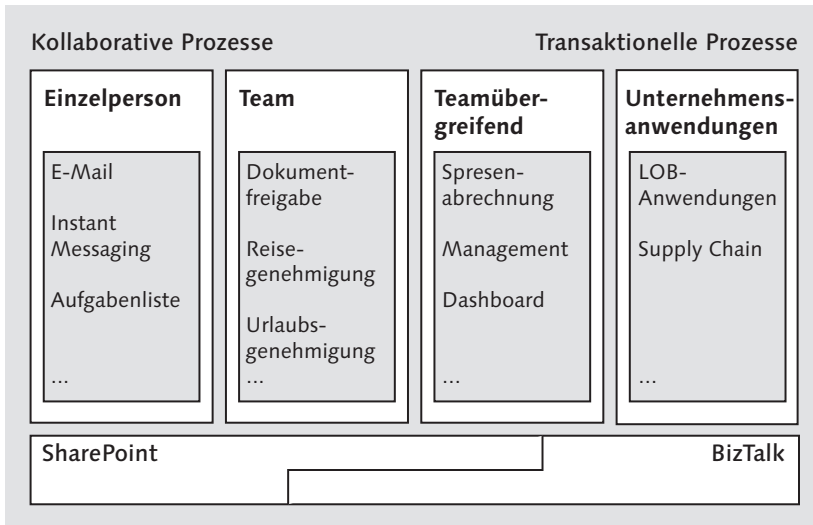 Kollaborative Prozesse
Transaktionelle Prozesse
Einzelperson
E-Mail
Instant
Messaging
Aufgabenliste
...
Team
Dokument-
freigabe
Reise-
genehmigung
Urlaubs-
genehmigung
...
Teamüber-
greifend
Spresen-
abrechnung
Management
Dashboard
...
Unternehmens-
anwendungen
LOB-
Anwendungen
Supply Chain
...
SharePoint
BizTalk